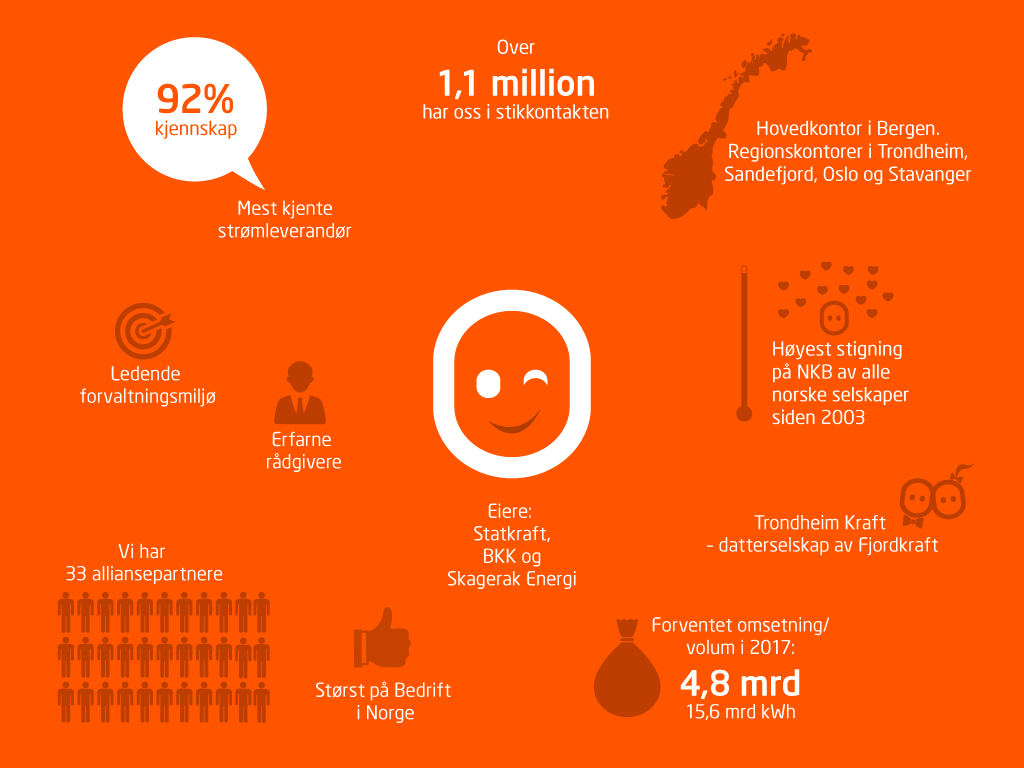 92%
kjennskap
Mest kjente
strømleverandør
Over
1,1 million
har oss i stikkontakten
Hovedkontor i Bergen.
Regionskontorer i Trondheim,
Sandefjord, Oslo og Stavanger
Ledende
forvaltningsmiljø
Erfarne
rådgivere
Høyest stigning
på NKB av alle
norske selskaper
siden 2003
Eiere:
Statkraft,
BKK og
Skagerak Energi
Trondheim Kraft
– datterselskap av Fjordkraft
Vi har
33 alliansepartnere
Størst på Bedrift
i Norge
Forventet omsetning/
volum i 2017:
4,8 mrd
15,6 mrd kWh